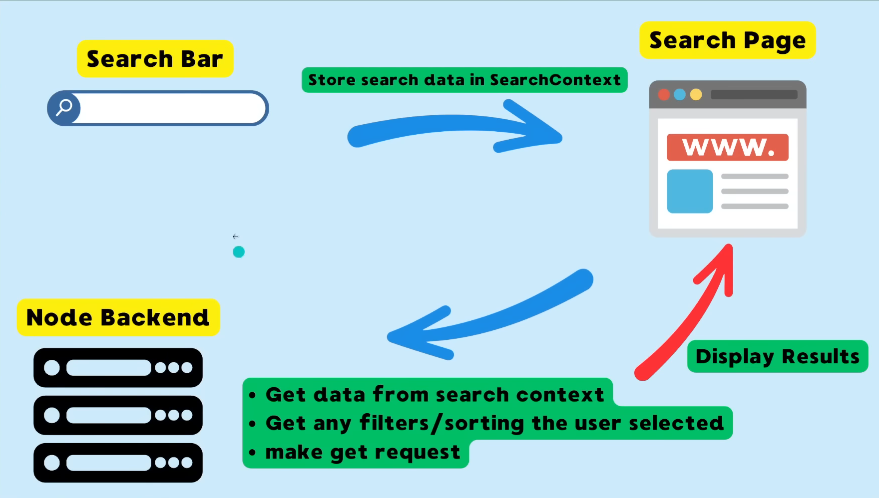 Search Bar
Search Page
Store search data in SearchContext
www.
Node Backend
Display Results
• Get data from search context
• Get any filters/sorting the user selected
• make get request